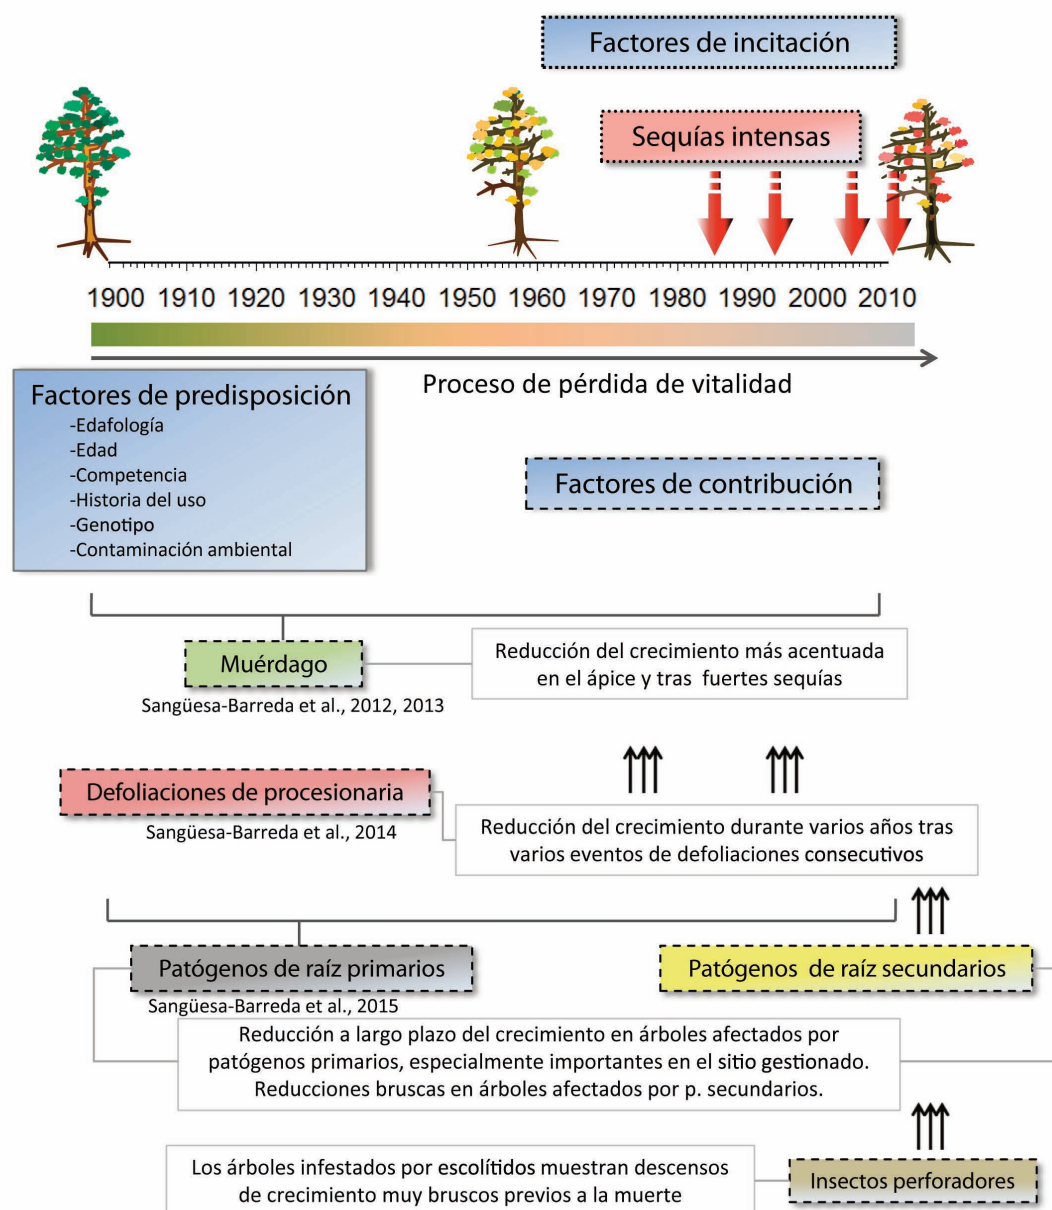 Factores de incitación
Sequías intensas
1900 1910 1920 1930 1940 1950 1960 1970 1980 1990 2000 2010
Proceso de pérdida de vitalidad
Factores de predisposición
-Edafología
-Edad
-Competencia
-Historia del uso
-Genotipo
-Contaminación ambiental
Factores de contribución
Muérdago
Sangüesa-Barreda et al., 2012, 2013
Reducción del crecimiento más acentuada
en el ápice y tras fuertes sequías
Defoliaciones de procesionaria
Sangüesa-Barreda et al., 2014
Reducción del crecimiento durante varios años tras
varios eventos de defoliaciones consecutivos
Patógenos de raíz primarios
Sangüesa-Barreda et al., 2015
Patógenos de raíz secundarios
Reducción a largo plazo del crecimiento en árboles afectados por
patógenos primarios, especialmente importantes en el sitio gestionado.
Reducciones bruscas en árboles afectados por p. secundarios.
Los árboles infestados por escolítidos muestran descensos
de crecimiento muy bruscos previos a la muerte
Insectos perforadores